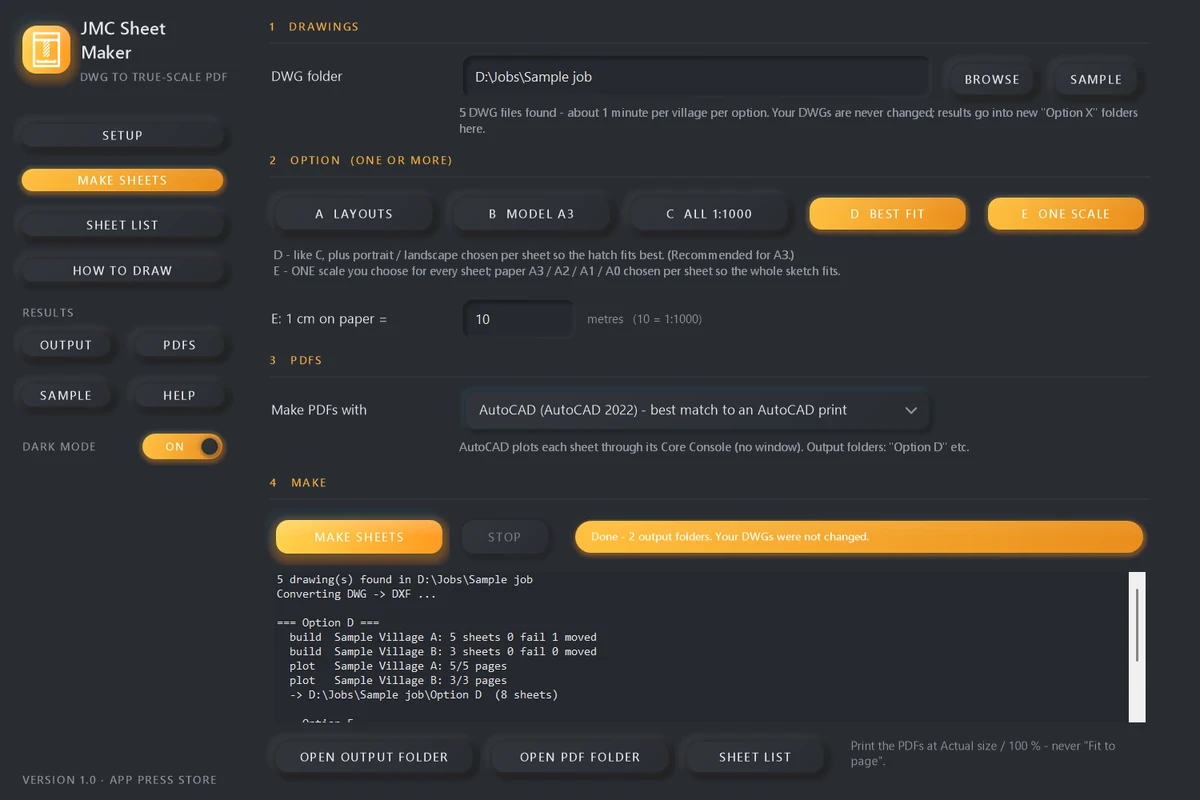 JMC Sheet
Maker
DWG TO TRUE-SCALE PDF
SETUP
MAKE SHEETS
SHEET LIST
HOW TO DRAW
RESULTS
OUTPUT PDFS
SAMPLE HELP
DARK MODE ON
VERSION 1.0 · APP PRESS STORE
1 DRAWINGS
DWG folder D:\Jobs\Sample job BROWSE SAMPLE
5 DWG files found - about 1 minute per village per option. Your DWGs are never changed; results go into new "Option X" folders
here.
2 OPTION (ONE OR MORE)
A LAYOUTS B MODEL A3 C ALL 1:1000 D BEST FIT E ONE SCALE
D - like C, plus portrait / landscape chosen per sheet so the hatch fits best. (Recommended for A3.)
E - ONE scale you choose for every sheet; paper A3 / A2 / A1 / A0 chosen per sheet so the whole sketch fits.
E: 1 cm on paper = 10 metres (10 = 1:1000)
3 PDFS
Make PDFs with AutoCAD (AutoCAD 2022) - best match to an AutoCAD print
AutoCAD plots each sheet through its Core Console (no window). Output folders: "Option D" etc.
4 MAKE
MAKE SHEETS STOP Done - 2 output folders. Your DWGs were not changed.
5 drawing(s) found in D:\Jobs\Sample job
Converting DWG -> DXF ...
=== Option D ===
build Sample Village A: 5 sheets 0 fail 1 moved
build Sample Village B: 3 sheets 0 fail 0 moved
plot Sample Village A: 5/5 pages
plot Sample Village B: 3/3 pages
-> D:\Jobs\Sample job\Option D (8 sheets)
OPEN OUTPUT FOLDER OPEN PDF FOLDER SHEET LIST
Print the PDFs at Actual size / 100 % - never "Fit to
page".